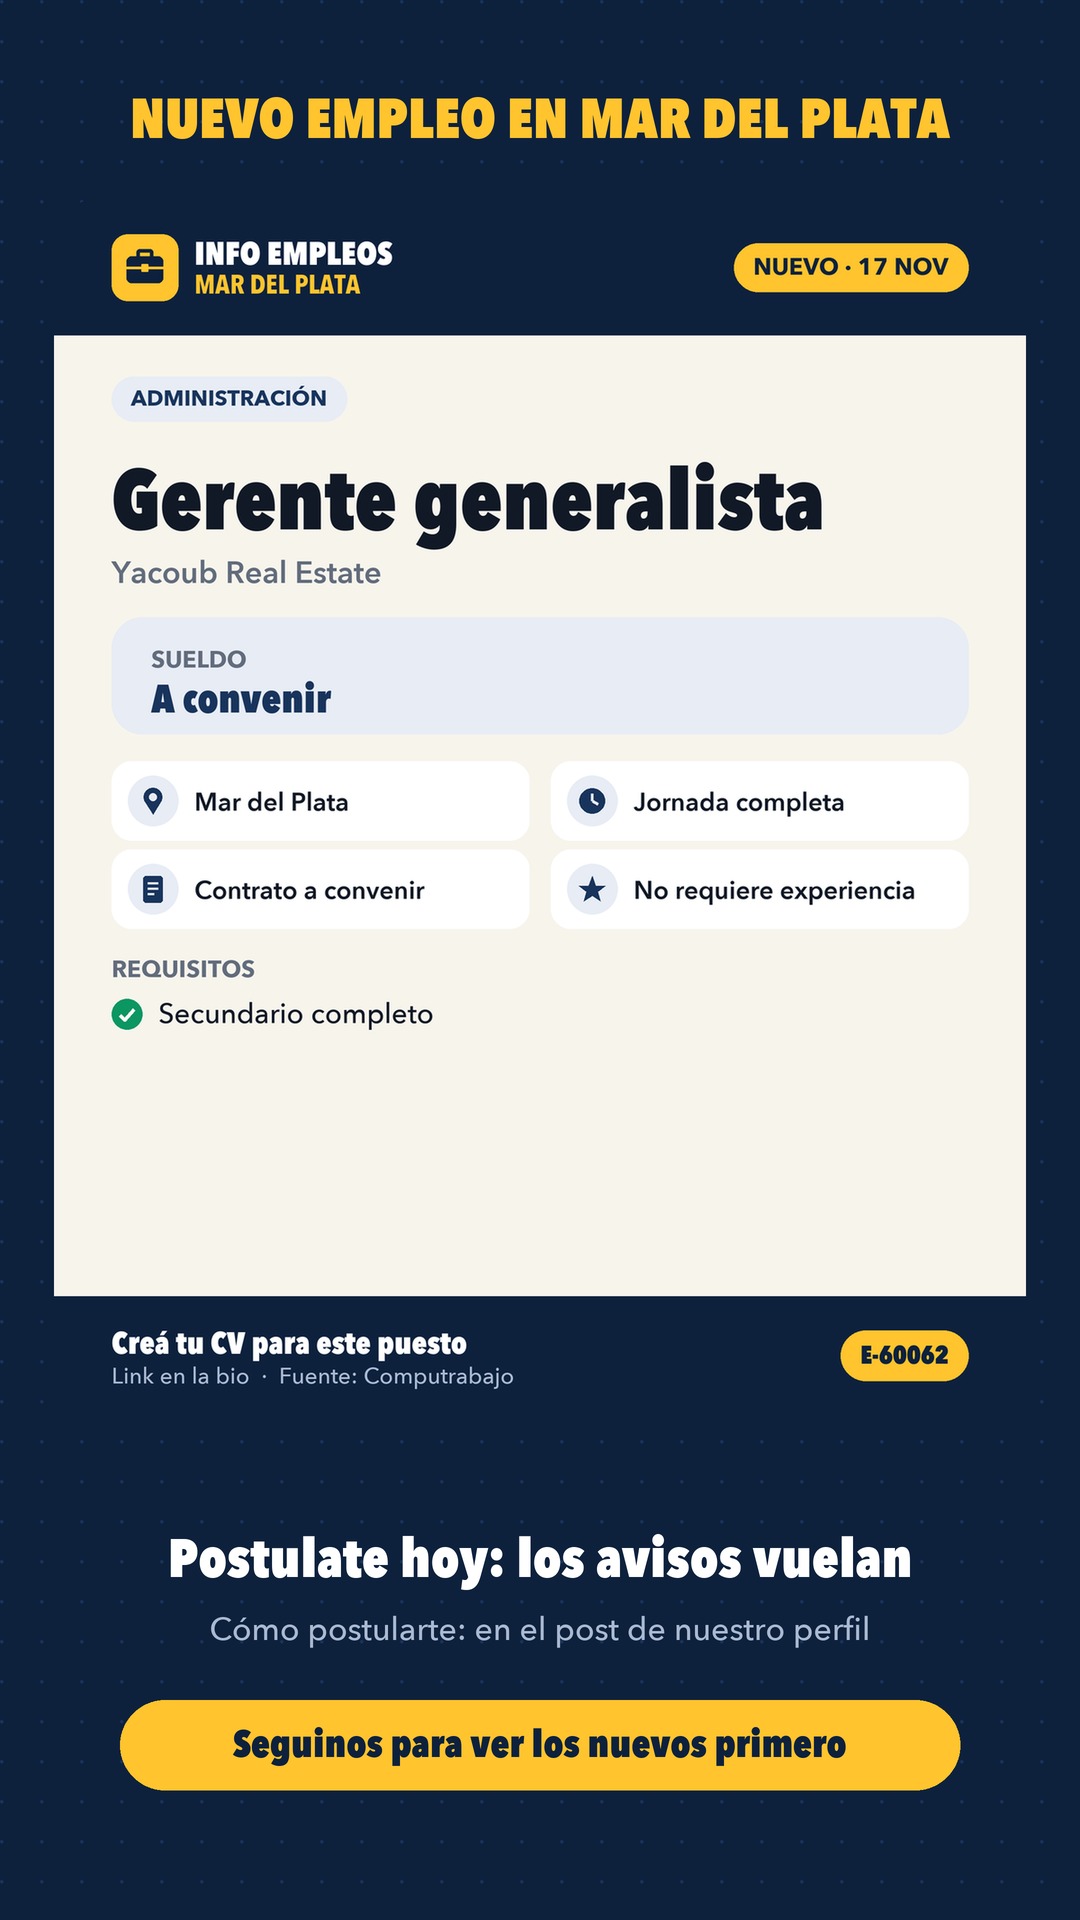 NUEVO EMPLEO EN MAR DEL PLATA
INFO EMPLEOS
MAR DEL PLATA
NUEVO · 17 NOV
ADMINISTRACIÓN
Gerente generalista
Yacoub Real Estate
SUELDO
A convenir
Mar del Plata
Jornada completa
Contrato a convenir
No requiere experiencia
REQUISITOS
Secundario completo
Creá tu CV para este puesto
Link en la bio · Fuente: Computrabajo
E-60062
Postulate hoy: los avisos vuelan
Cómo postularte: en el post de nuestro perfil
Seguinos para ver los nuevos primero